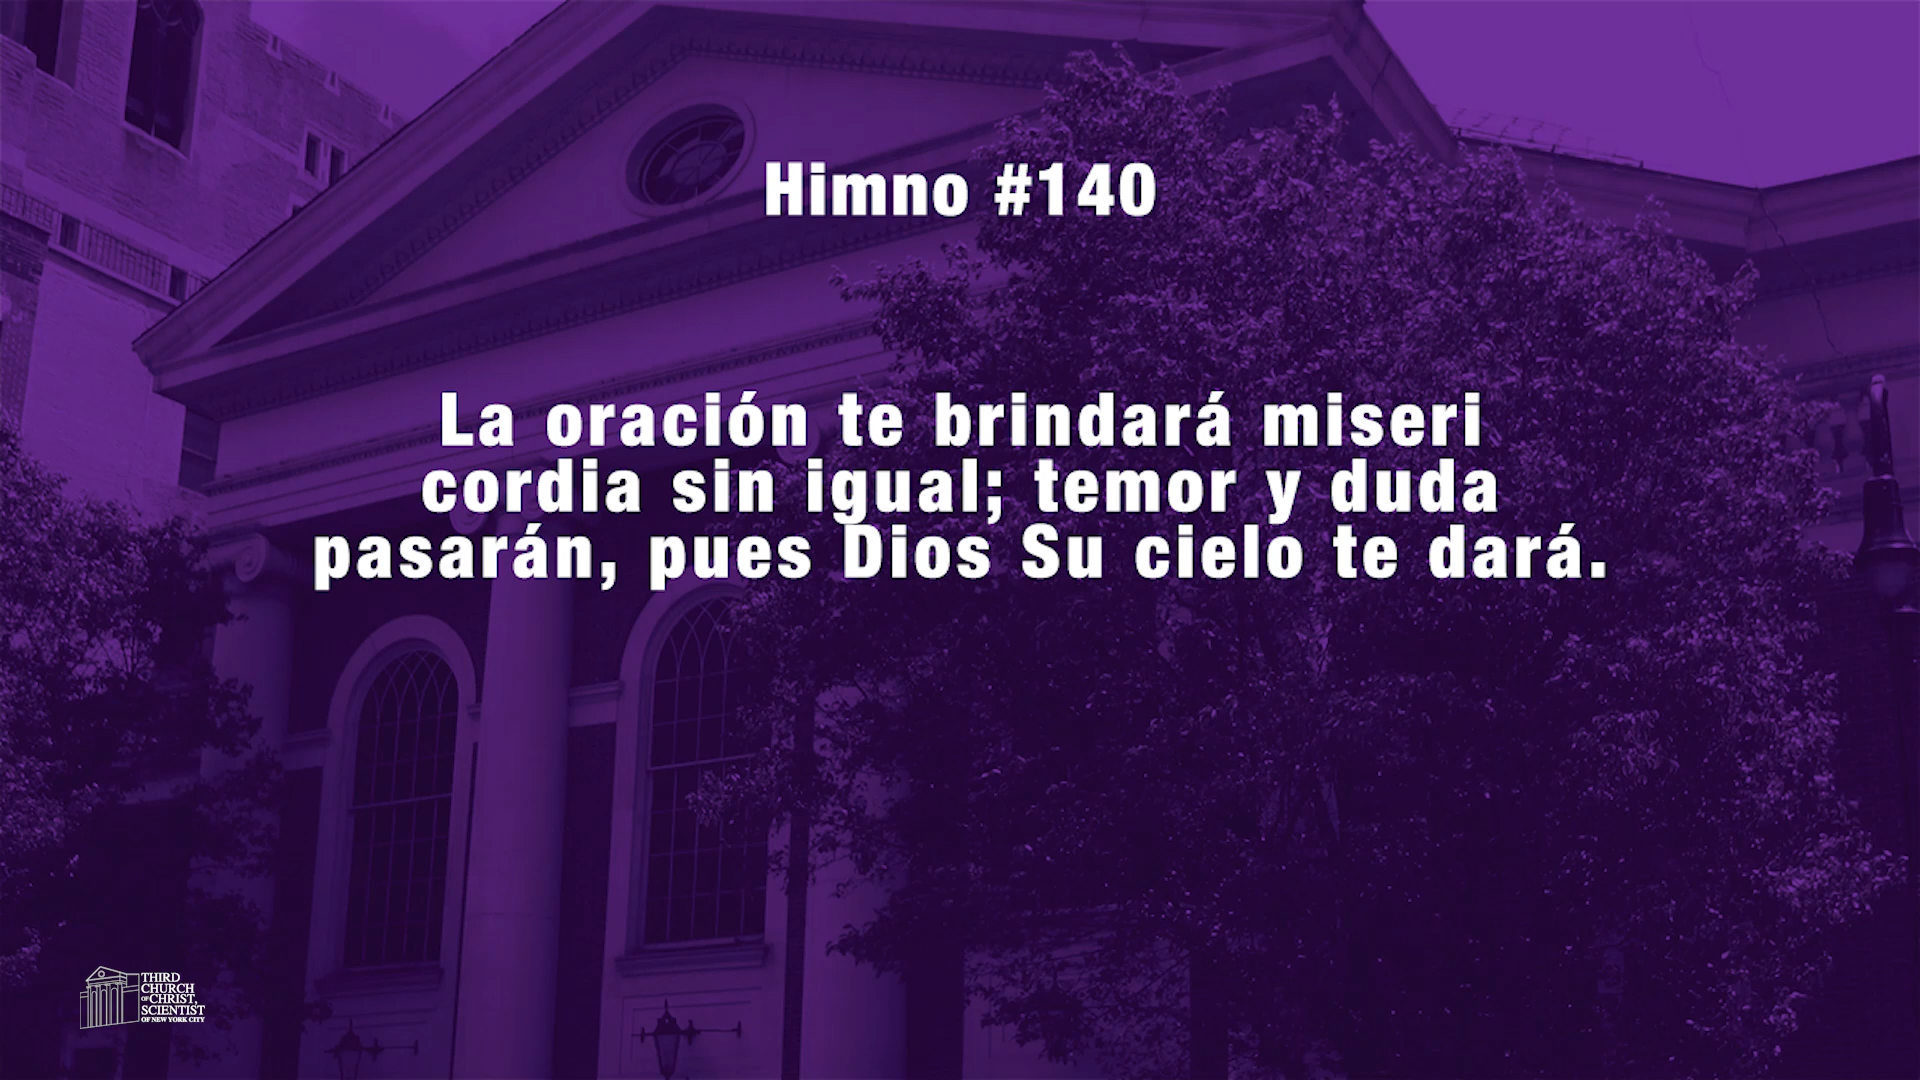 Himno #140
La oración te brindará miseri
cordia sin igual; temor y duda
pasarán, pues Dios Su cielo te dará.
THIRD
CHURCH
OF CHRIST,
SCIENTIST
OF NEW YORK CITY